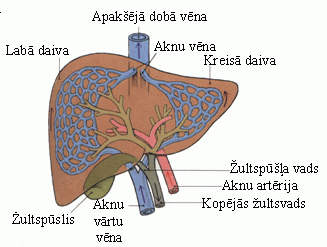 Apakšējā dobā vēna
Aknu vēna
Labā daiva
Kreisā daiva
Žultspūšļa vads
Aknu artērija
Kopējās žultsvads
Aknu
vārtu
vēna
Žultspūslis